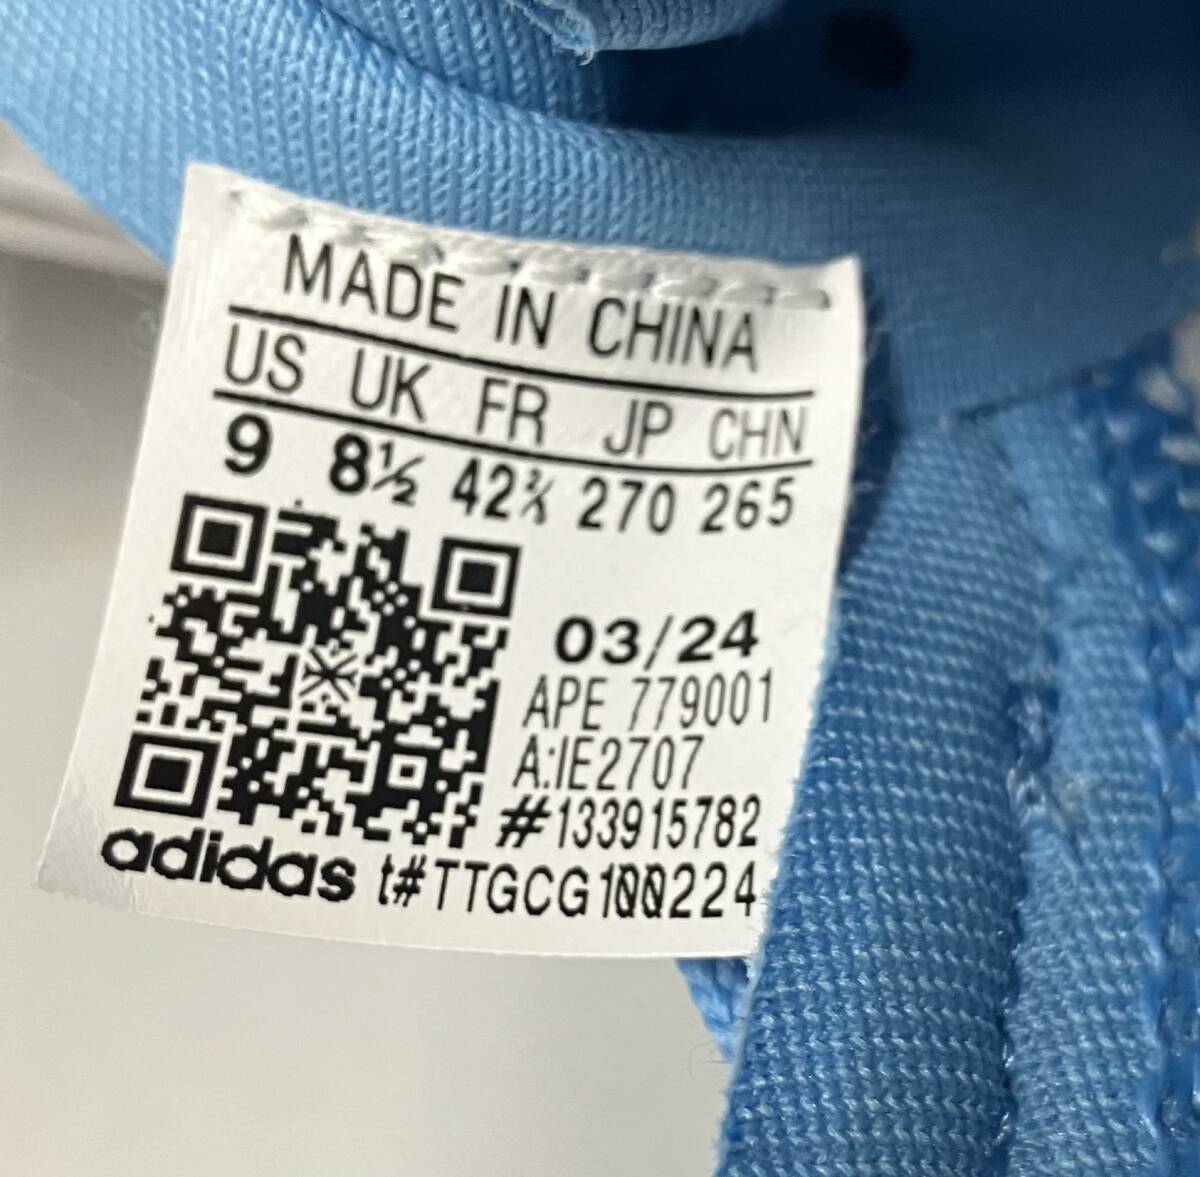 MADE IN CHINA
US UK FR JP CHN
9 8½ 42⅔ 270 265
03/24
APE 779001
A:IE2707
#133915782
adidas t#TTGCG100224